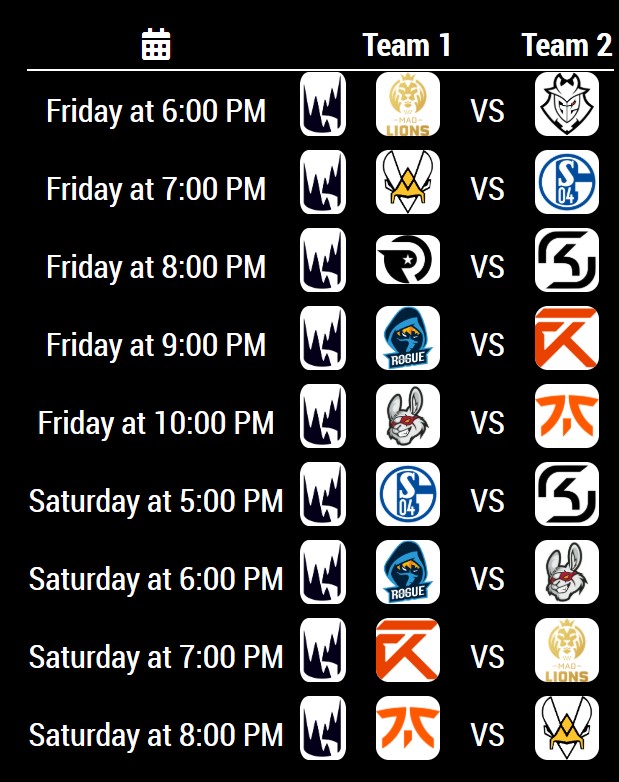 Team 1 Team 2
Friday at 6:00 PM MAD LIONS VS
Friday at 7:00 PM VS S 04
Friday at 8:00 PM VS
Friday at 9:00 PM ROGUE VS
Friday at 10:00 PM VS
Saturday at 5:00 PM S 04 VS
Saturday at 6:00 PM ROGUE VS
Saturday at 7:00 PM VS MAD LIONS
Saturday at 8:00 PM VS